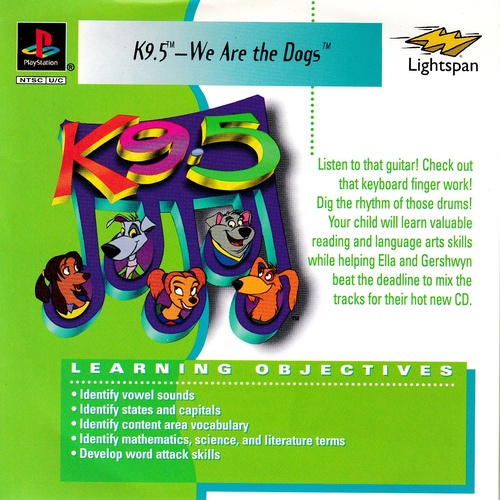 PlayStation
®
NTSC U/C
K9.5™–We Are the Dogs™
Lightspan
K9.5
™
Listen to that guitar! Check out
that keyboard finger work!
Dig the rhythm of those drums!
Your child will learn valuable
reading and language arts skills
while helping Ella and Gershwyn
beat the deadline to mix the
tracks for their hot new CD.
LEARNING OBJECTIVES
• Identify vowel sounds
• Identify states and capitals
• Identify content area vocabulary
• Identify mathematics, science, and literature terms
• Develop word attack skills